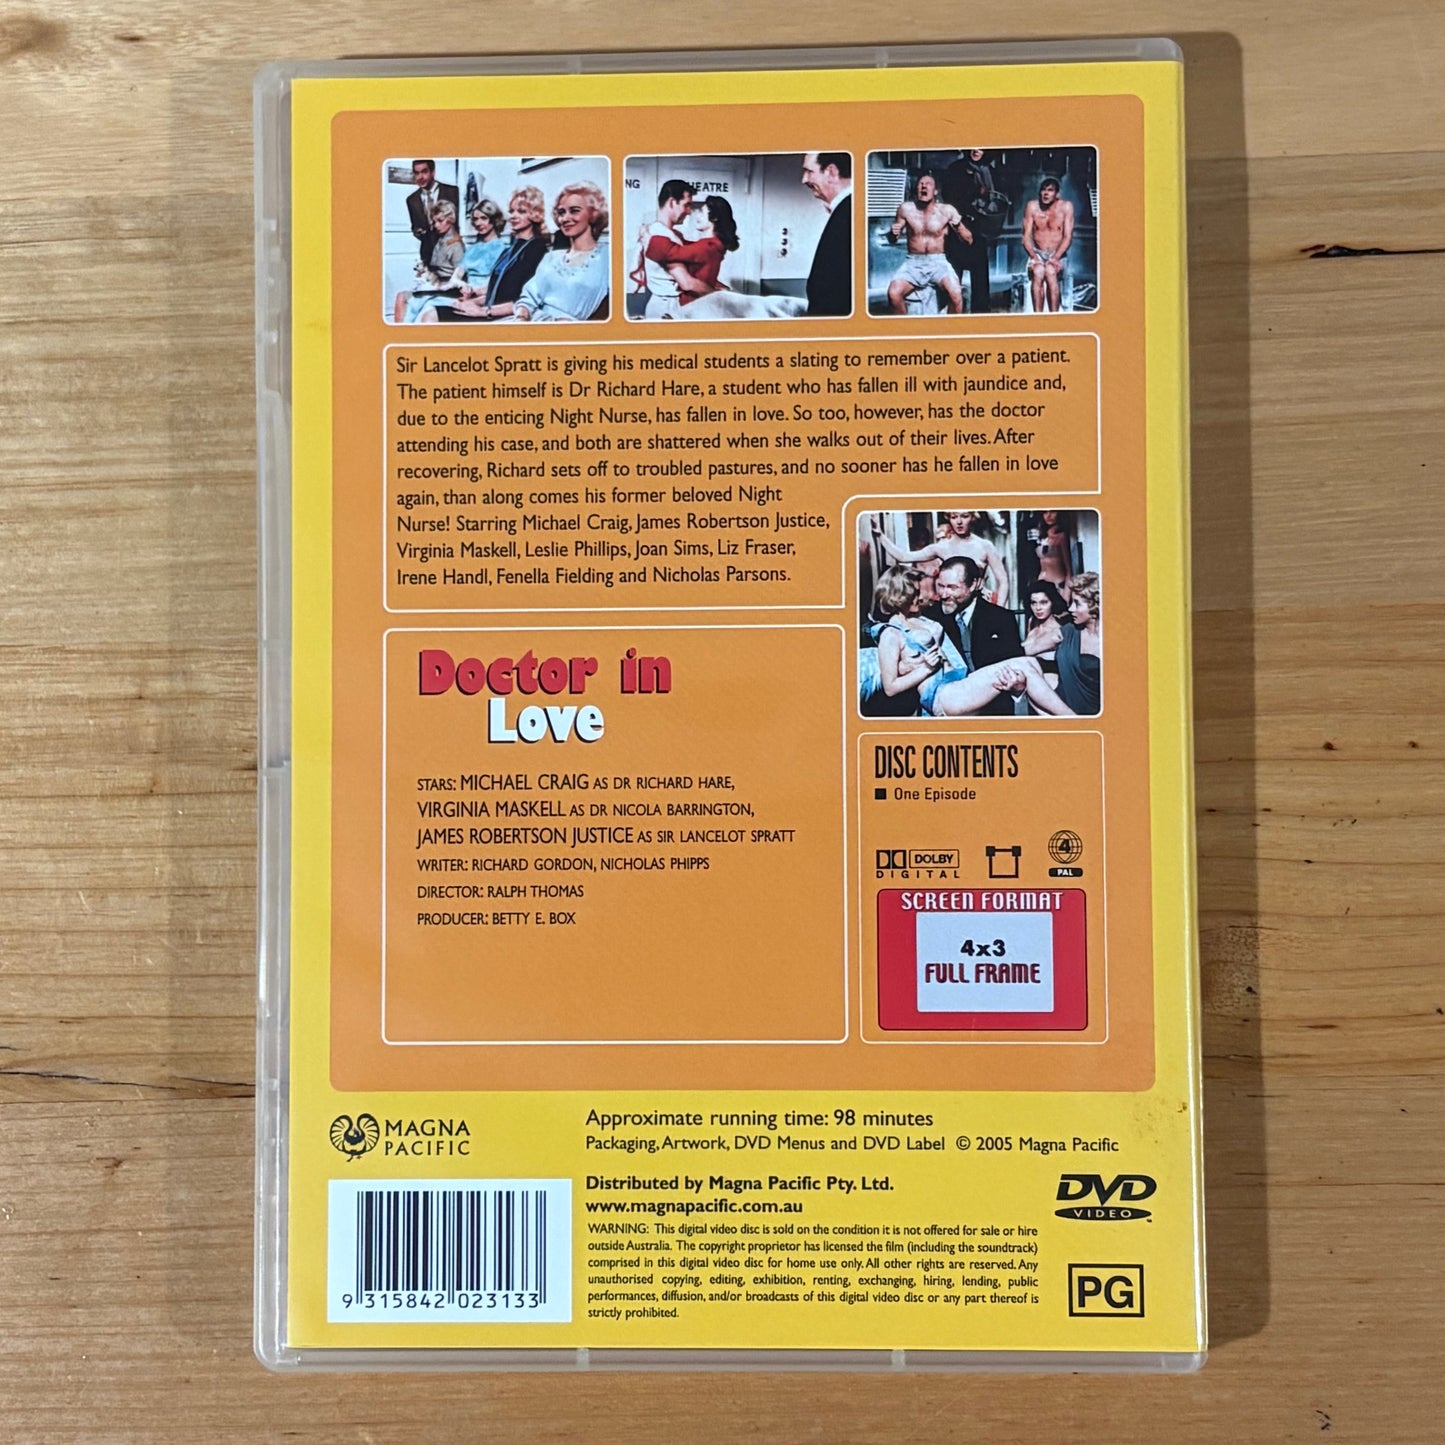 NG
HEATRE
Sir Lancelot Spratt is giving his medical students a slating to remember over a patient.
The patient himself is Dr Richard Hare, a student who has fallen ill with jaundice and,
due to the enticing Night Nurse, has fallen in love. So too, however, has the doctor
attending his case, and both are shattered when she walks out of their lives. After
recovering, Richard sets off to troubled pastures, and no sooner has he fallen in love
again, than along comes his former beloved Night
Nurse! Starring Michael Craig, James Robertson Justice,
Virginia Maskell, Leslie Phillips, Joan Sims, Liz Fraser,
Irene Handl, Fenella Fielding and Nicholas Parsons.
Doctor in
Love
STARS: MICHAEL CRAIG AS DR RICHARD HARE,
VIRGINIA MASKELL AS DR NICOLA BARRINGTON,
JAMES ROBERTSON JUSTICE AS SIR LANCELOT SPRATT
WRITER: RICHARD GORDON, NICHOLAS PHIPPS
DIRECTOR: RALPH THOMAS
PRODUCER: BETTY E. BOX
DISC CONTENTS
One Episode
DOLBY
DIGITAL
4
PAL
SCREEN FORMAT
4x3
FULL FRAME
MAGNA
PACIFIC
Approximate running time: 98 minutes
Packaging, Artwork, DVD Menus and DVD Label © 2005 Magna Pacific
Distributed by Magna Pacific Pty. Ltd.
www.magnapacific.com.au
WARNING: This digital video disc is sold on the condition it is not offered for sale or hire
outside Australia. The copyright proprietor has licensed the film (including the soundtrack)
comprised in this digital video disc for home use only. All other rights are reserved. Any
unauthorised copying, editing, exhibition, renting, exchanging, hiring, lending, public
performances, diffusion, and/or broadcasts of this digital video disc or any part thereof is
strictly prohibited.
DVD
VIDEO
TM
PG
9 315842 023133